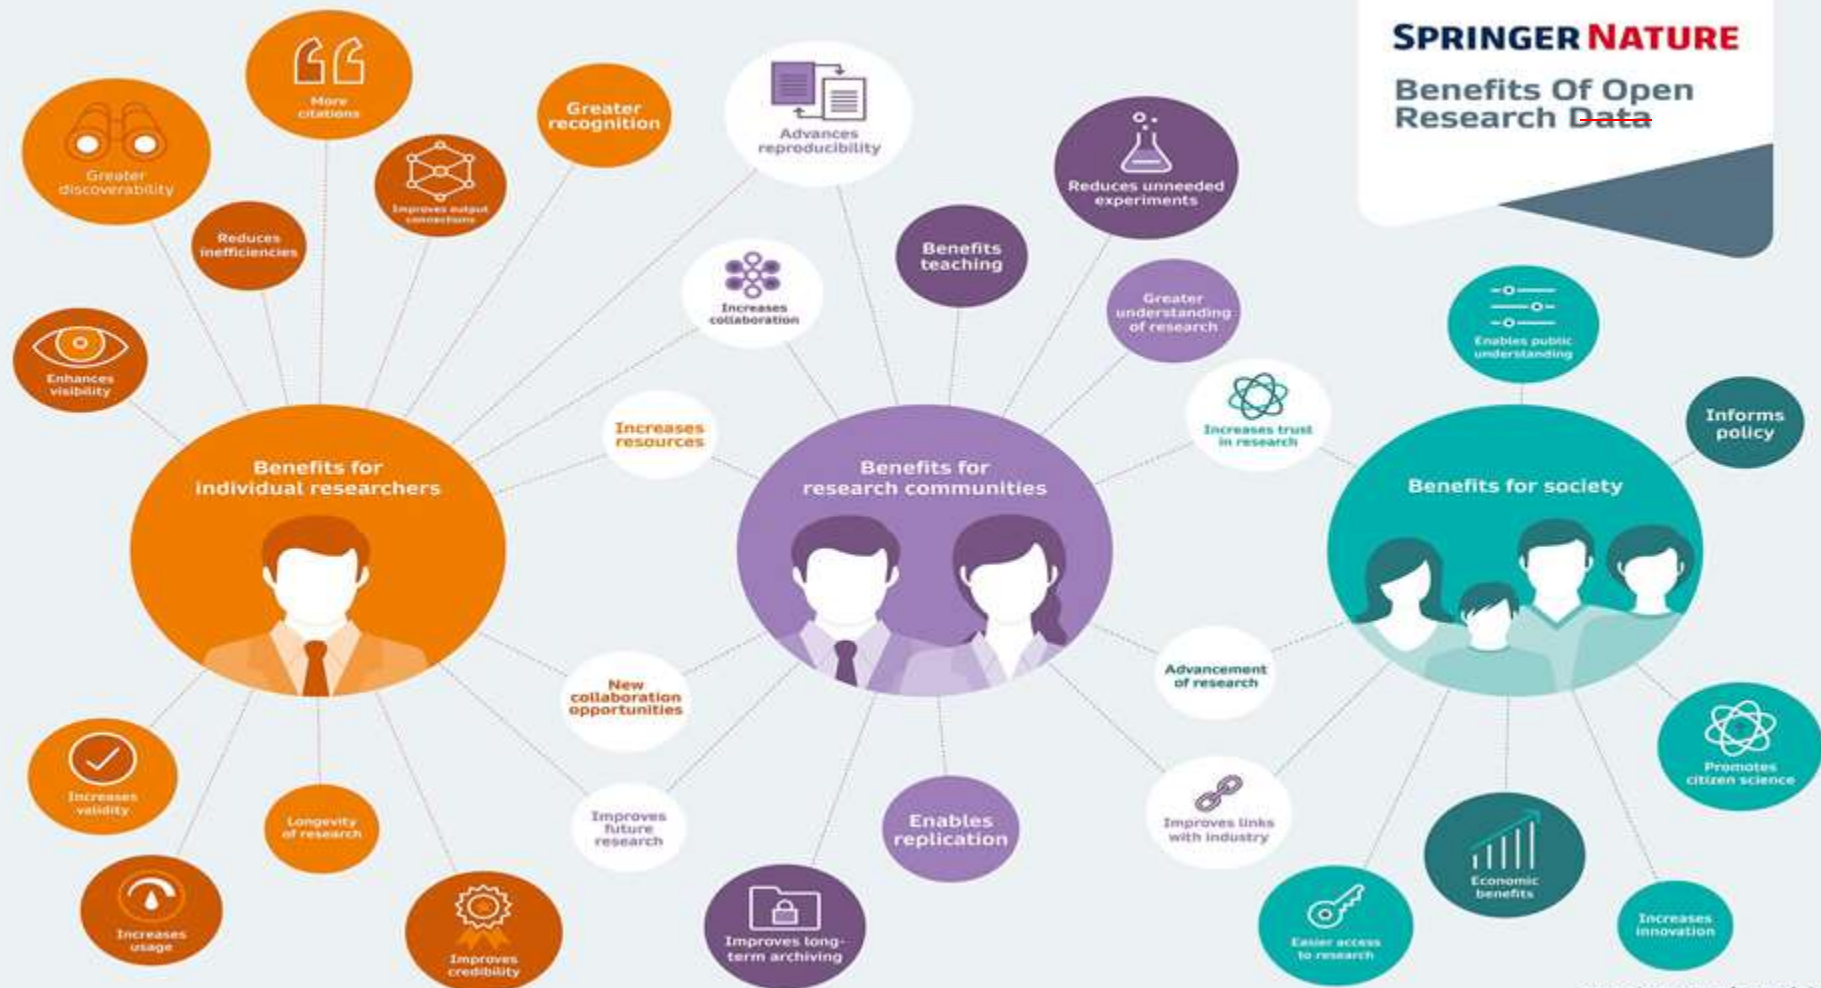 SPRINGER NATURE
Benefits Of Open
Research Data
More
citations
Greater
recognition
Advances
reproducibility
Greater
discoverability
Improves output
connections
Reduces unneeded
experiments
Reduces
inefficiencies
Benefits
teaching
Increases
collaboration
Greater
understanding
of research
Enables public
understanding
Enhances
visibility
Increases
resources
Increases trust
in research
Informs
policy
Benefits for
individual researchers
Benefits for
research communities
Benefits for society
New
collaboration
opportunities
Advancement
of research
Increases
validity
Longevity
of research
Improves
future
research
Enables
replication
Improves links
with industry
Promotes
citizen science
Increases
usage
Improves
credibility
Improves long-
term archiving
Easier access
to research
Economic
benefits
Increases
innovation